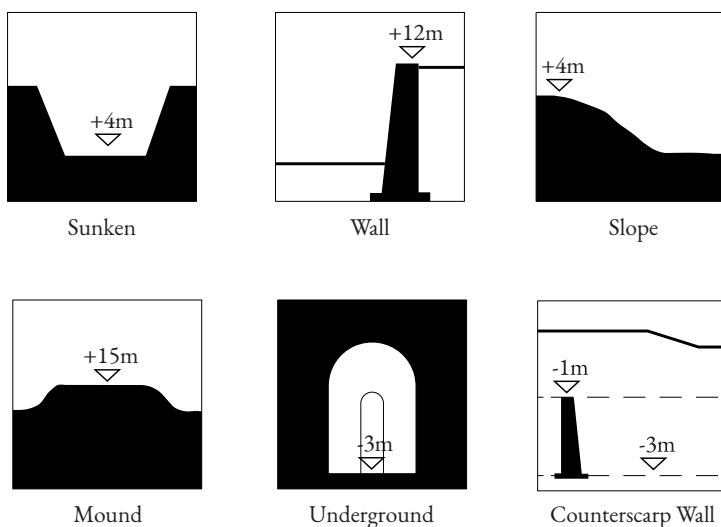 +12m
+4m
+4m
Sunken
Wall
Slope
+15m
-1m
-3m
-3m
Mound
Underground
Counterscarp Wall